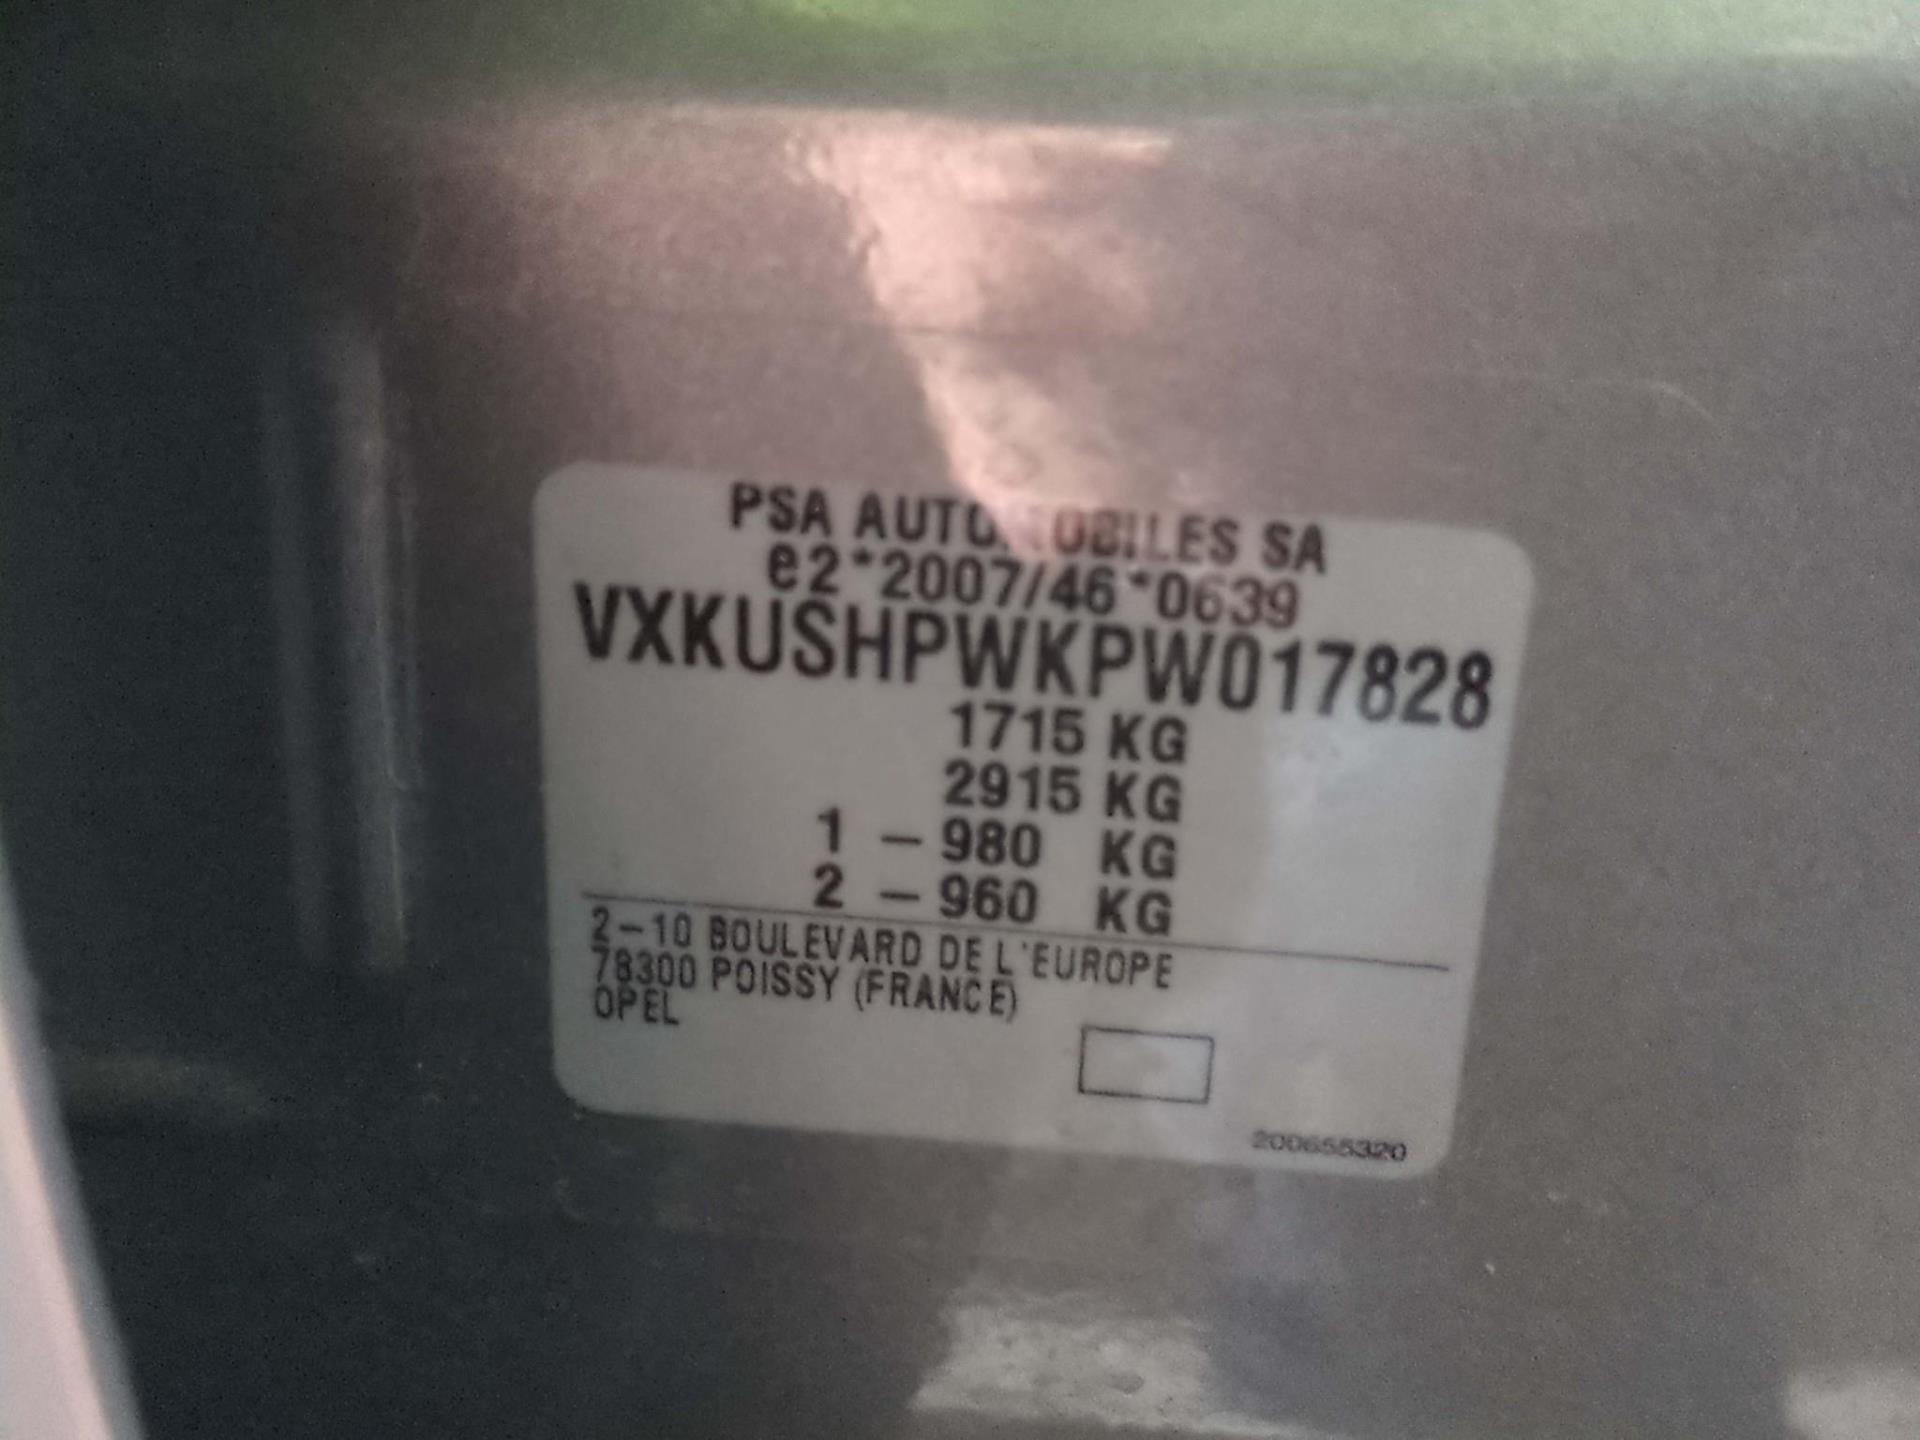 PSA AUTOMOBILES SA
e2*2007/46*0639
VXKUSHPWKPW017828
1715 KG
2915 KG
1 - 980 KG
2 - 960 KG
2-10 BOULEVARD DE L'EUROPE
78300 POISSY (FRANCE)
OPEL
200655320